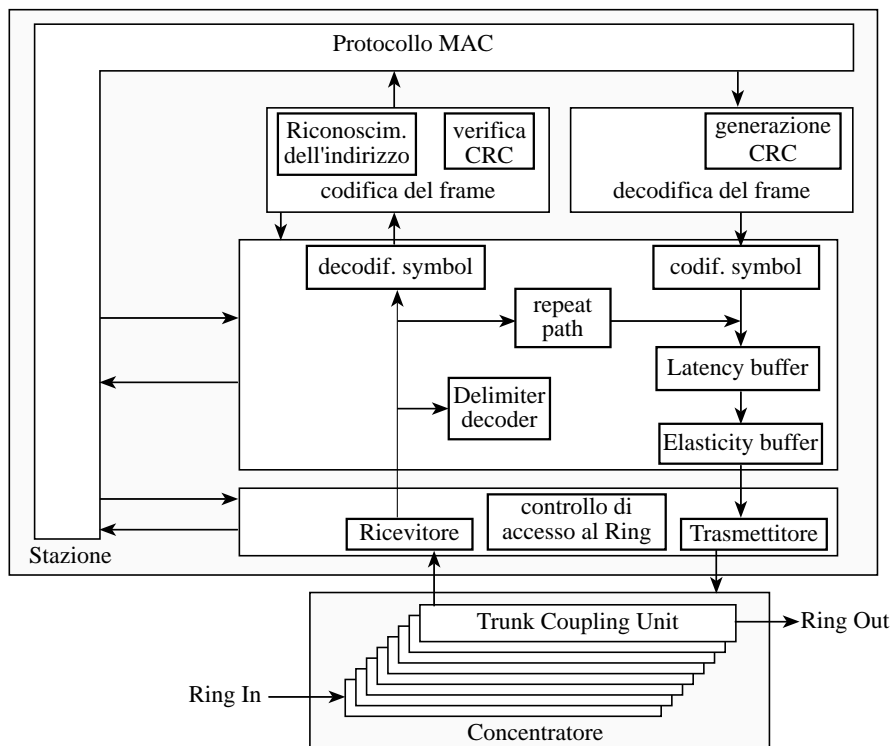 Protocollo MAC
Riconoscim.
dell'indirizzo
verifica
CRC
codifica del frame
generazione
CRC
decodifica del frame
decodif. symbol
codif. symbol
repeat
path
Latency buffer
Delimiter
decoder
Elasticity buffer
controllo di
accesso al Ring
Ricevitore
Trasmettitore
Stazione
Trunk Coupling Unit
Ring Out
Ring In
Concentratore